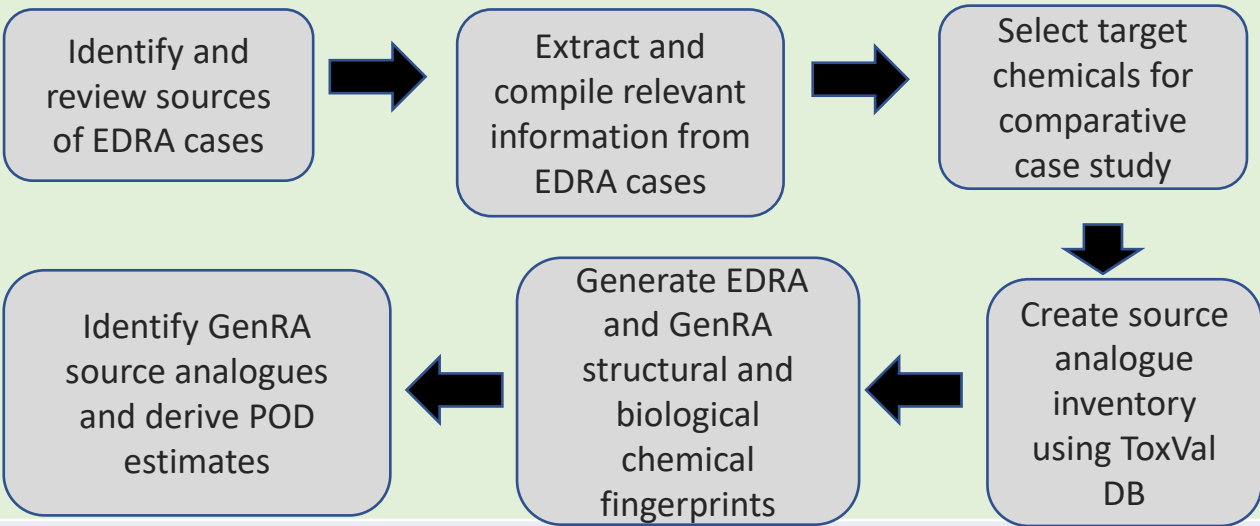 Identify and
review sources
of EDRA cases
Extract and
compile relevant
information from
EDRA cases
Select target
chemicals for
comparative
case study
Create source
analogue
inventory
using ToxVal
DB
Generate EDRA
and GenRA
structural and
biological
chemical
fingerprints
Identify GenRA
source analogues
and derive POD
estimates